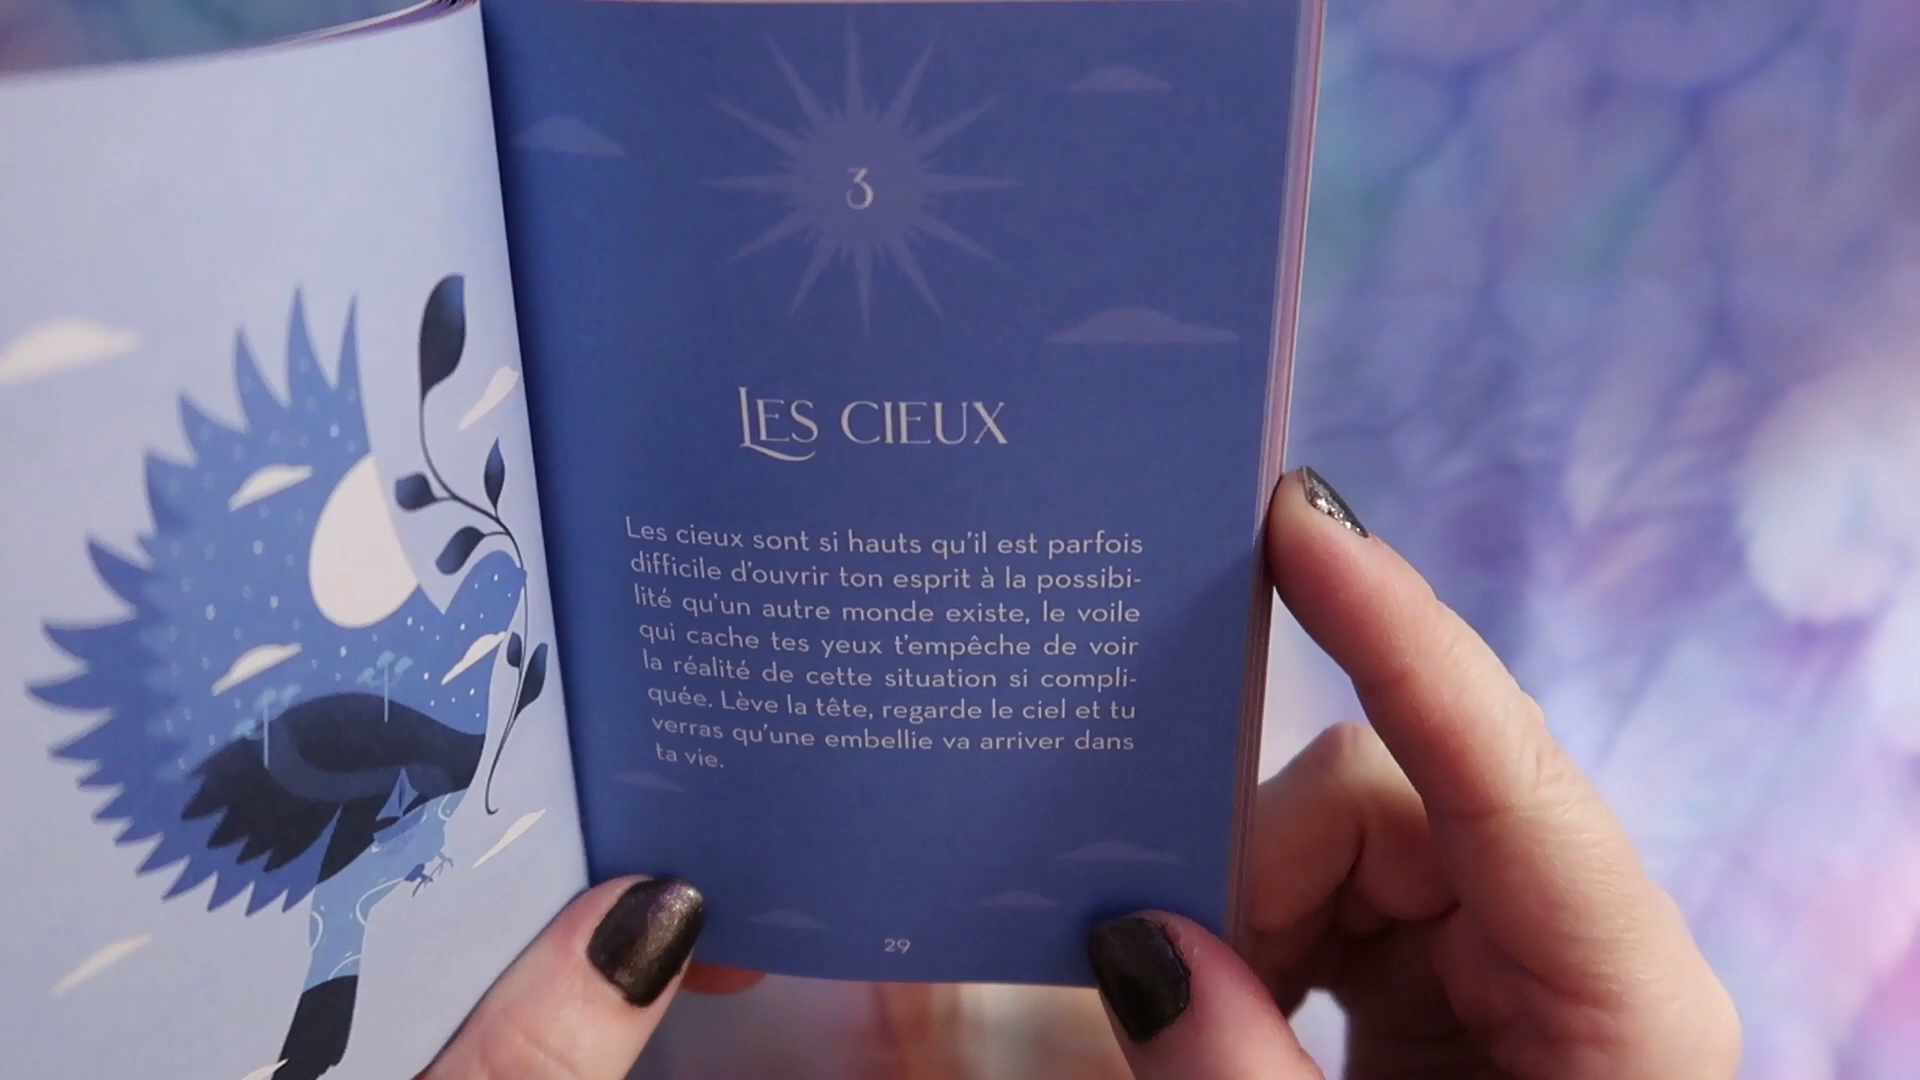 3
Les cieux
Les cieux sont si hauts qu'il est parfois
difficile d'ouvrir ton esprit à la possibi-
lité qu'un autre monde existe, le voile
qui cache tes yeux t'empêche de voir
la réalité de cette situation si compli-
quée. Lève la tête, regarde le ciel et tu
verras qu'une embellie va arriver dans
ta vie.
29